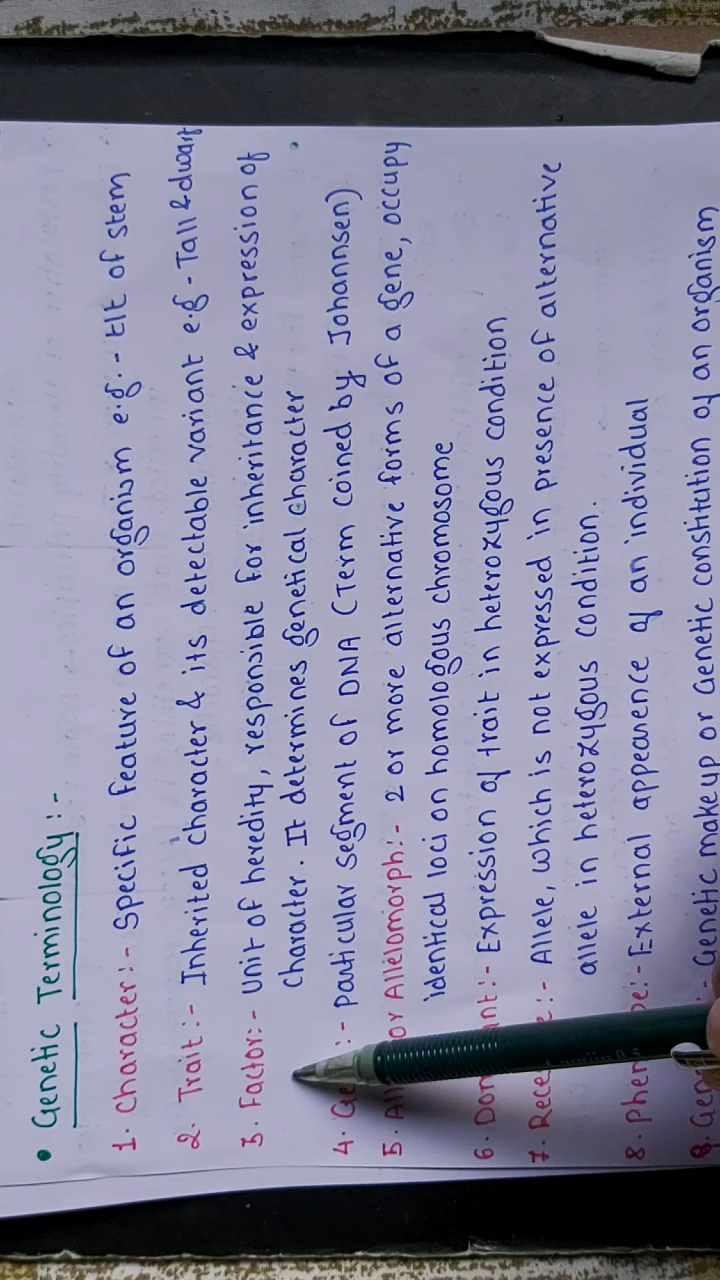 • Genetic Terminology:-
1. Character:- Specific feature of an organism e.g.- Ht of stem
2. Trait:- Inherited character & its detectable variant e.g- Tall & dwarf
3. Factor:- Unit of heredity, responsible for inheritance & expression of
character. It determines genetical character
4. :- particular segment of DNA (Term coined by Johannsen)
5. or Allelomorph:- 2 or more alternative forms of a gene, occupy
identical loci on homologous chromosome
6. :- Expression of trait in heterozygous condition
7. :- Allele, which is not expressed in presence of alternative
allele in heterozygous condition.
8. :- External appearence of an individual
:- Genetic makeup or Genetic constitution of an organism